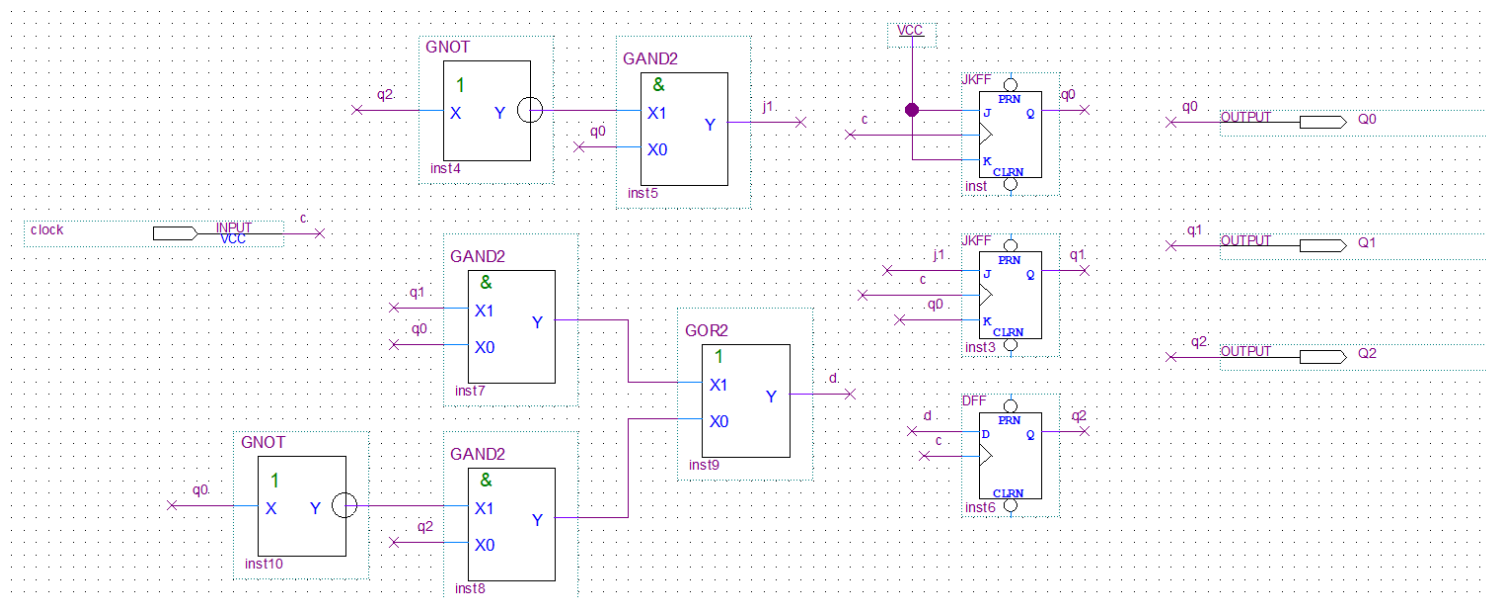 GNOT
1
q2
X
Y
inst4
GAND2
&
X1
q0
X0
Y
j1
inst5
VCC
JKFF
PRN
J
Q
q0
c
K
CLRN
inst
q0
OUTPUT
Q0
clock
INPUT
VCC
c
GAND2
&
q1
X1
q0
X0
Y
inst7
GOR2
1
X1
X0
Y
d
inst9
JKFF
PRN
j1
J
Q
q1
c
q0
K
CLRN
inst3
q1
OUTPUT
Q1
q2
OUTPUT
Q2
GNOT
1
q0
X
Y
inst10
GAND2
&
X1
q2
X0
Y
inst8
DFF
PRN
d
D
Q
q2
c
CLRN
inst6